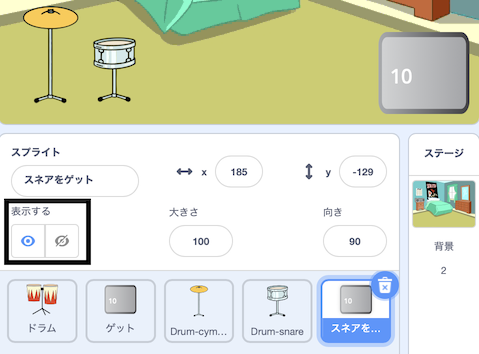 10
スプライト
スネアをゲット
x
185
y
-129
表示する
大きさ
100
向き
90
ステージ
背景
2
10
10
ドラム
ゲット
Drum-cym...
Drum-snare
スネアを...